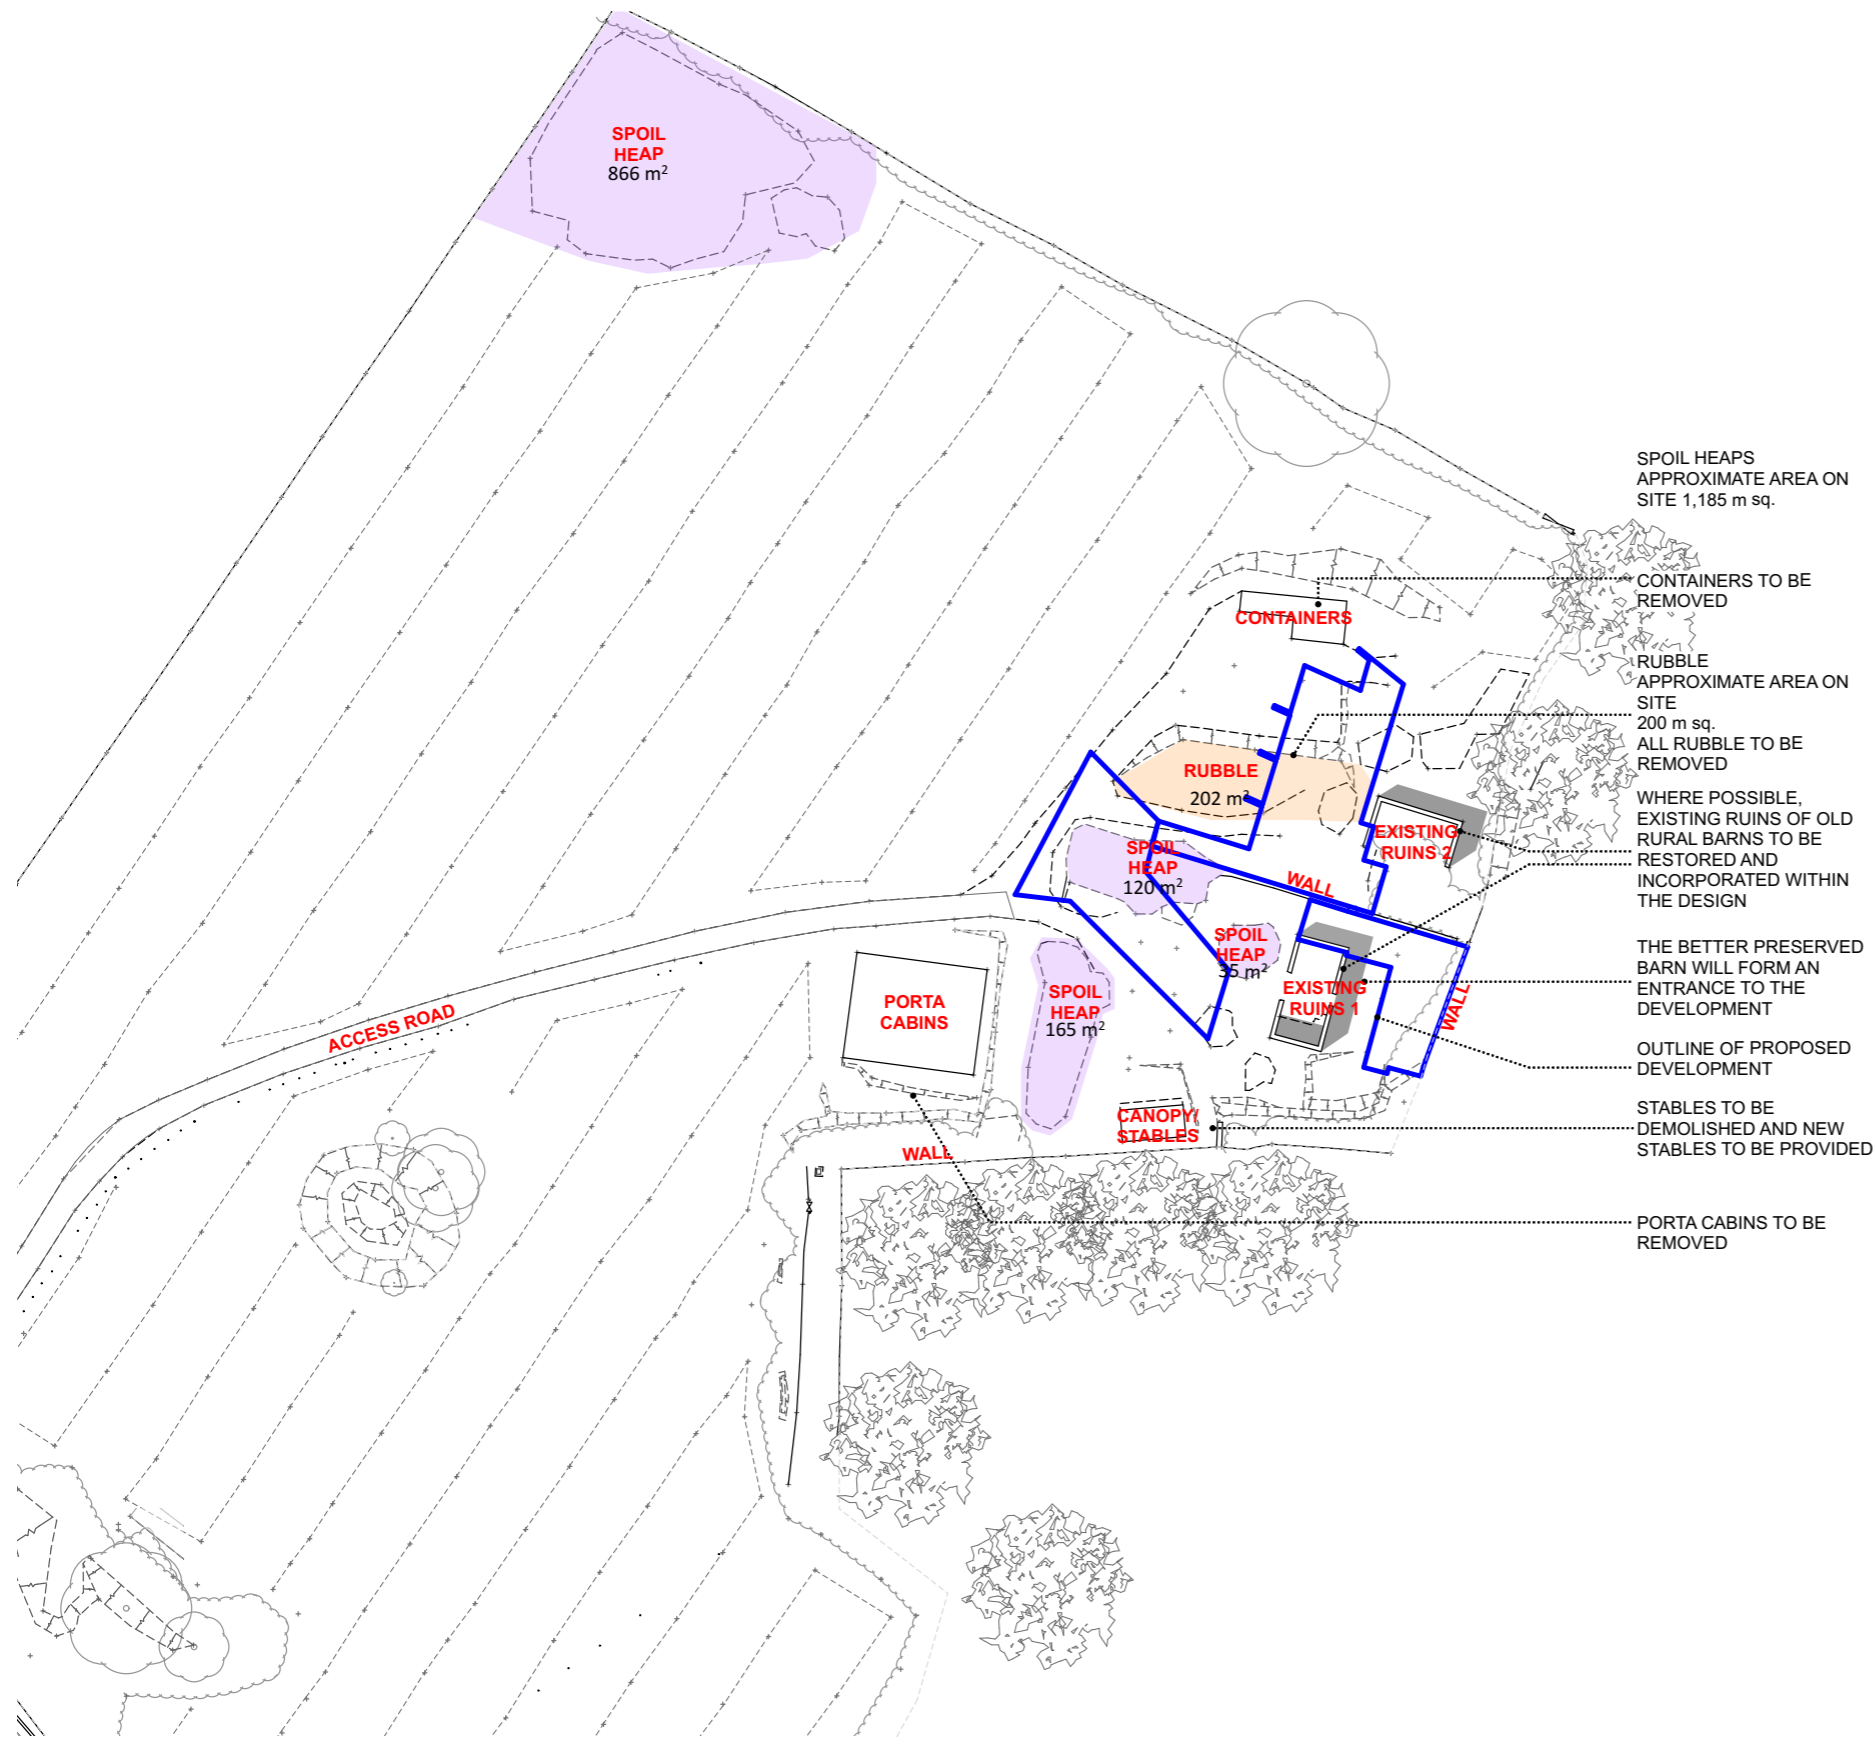 SPOIL
HEAP
866 m²
SPOIL HEAPS
APPROXIMATE AREA ON
SITE 1,185 m sq.
CONTAINERS TO BE
REMOVED
CONTAINERS
RUBBLE
APPROXIMATE AREA ON
SITE
200 m sq.
ALL RUBBLE TO BE
REMOVED
RUBBLE
202 m²
WHERE POSSIBLE,
EXISTING RUINS OF OLD
RURAL BARNS TO BE
RESTORED AND
INCORPORATED WITHIN
THE DESIGN
EXISTING
RUINS 2
SPOIL
HEAP
120 m²
WALL
SPOIL
HEAP
35 m²
THE BETTER PRESERVED
BARN WILL FORM AN
ENTRANCE TO THE
DEVELOPMENT
EXISTING
RUINS 1
WALL
PORTA
CABINS
SPOIL
HEAP
165 m²
ACCESS ROAD
OUTLINE OF PROPOSED
DEVELOPMENT
STABLES TO BE
DEMOLISHED AND NEW
STABLES TO BE PROVIDED
CANOPY/
STABLES
WALL
PORTA CABINS TO BE
REMOVED